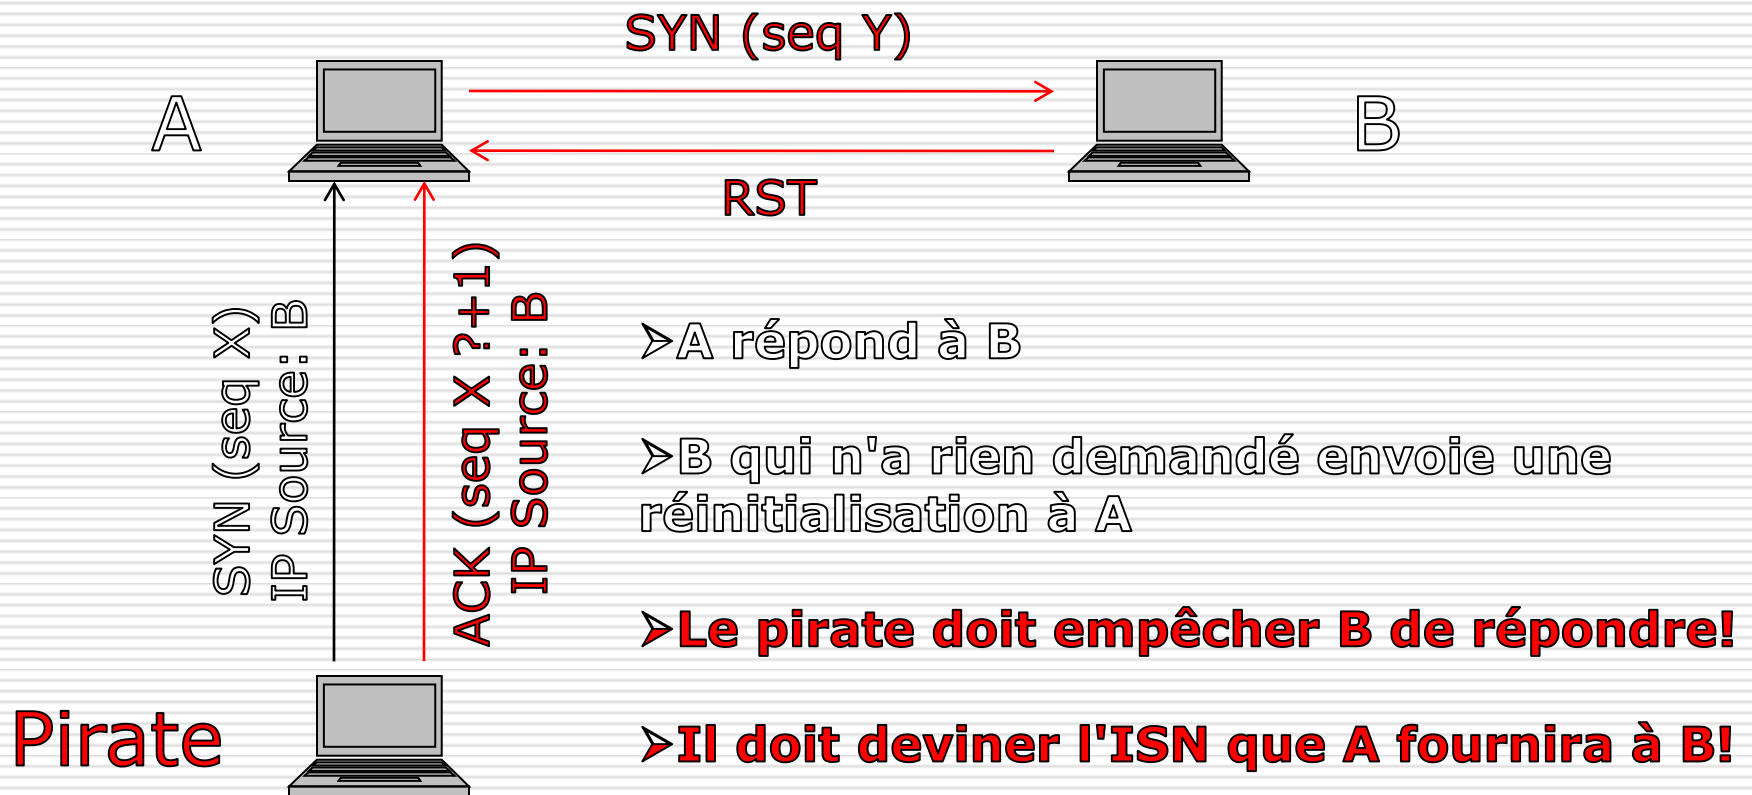 SYN (seq Y)
A
B
RST
SYN (seq X)
IP Source: B
ACK (seq X ?+1)
IP Source: B
➢A répond à B
➢B qui n'a rien demandé envoie une
réinitialisation à A
➢Le pirate doit empêcher B de répondre!
Pirate
➢Il doit deviner l'ISN que A fournira à B!